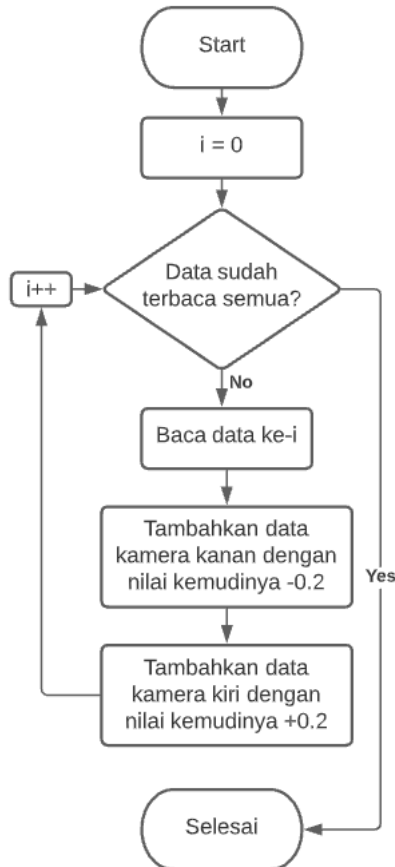 Start
i = 0
Data sudah
terbaca semua?
i++
No
Baca data ke-i
Tambahkan data
kamera kanan dengan
nilai kemudinya -0.2
Yes
Tambahkan data
kamera kiri dengan
nilai kemudinya +0.2
Selesai